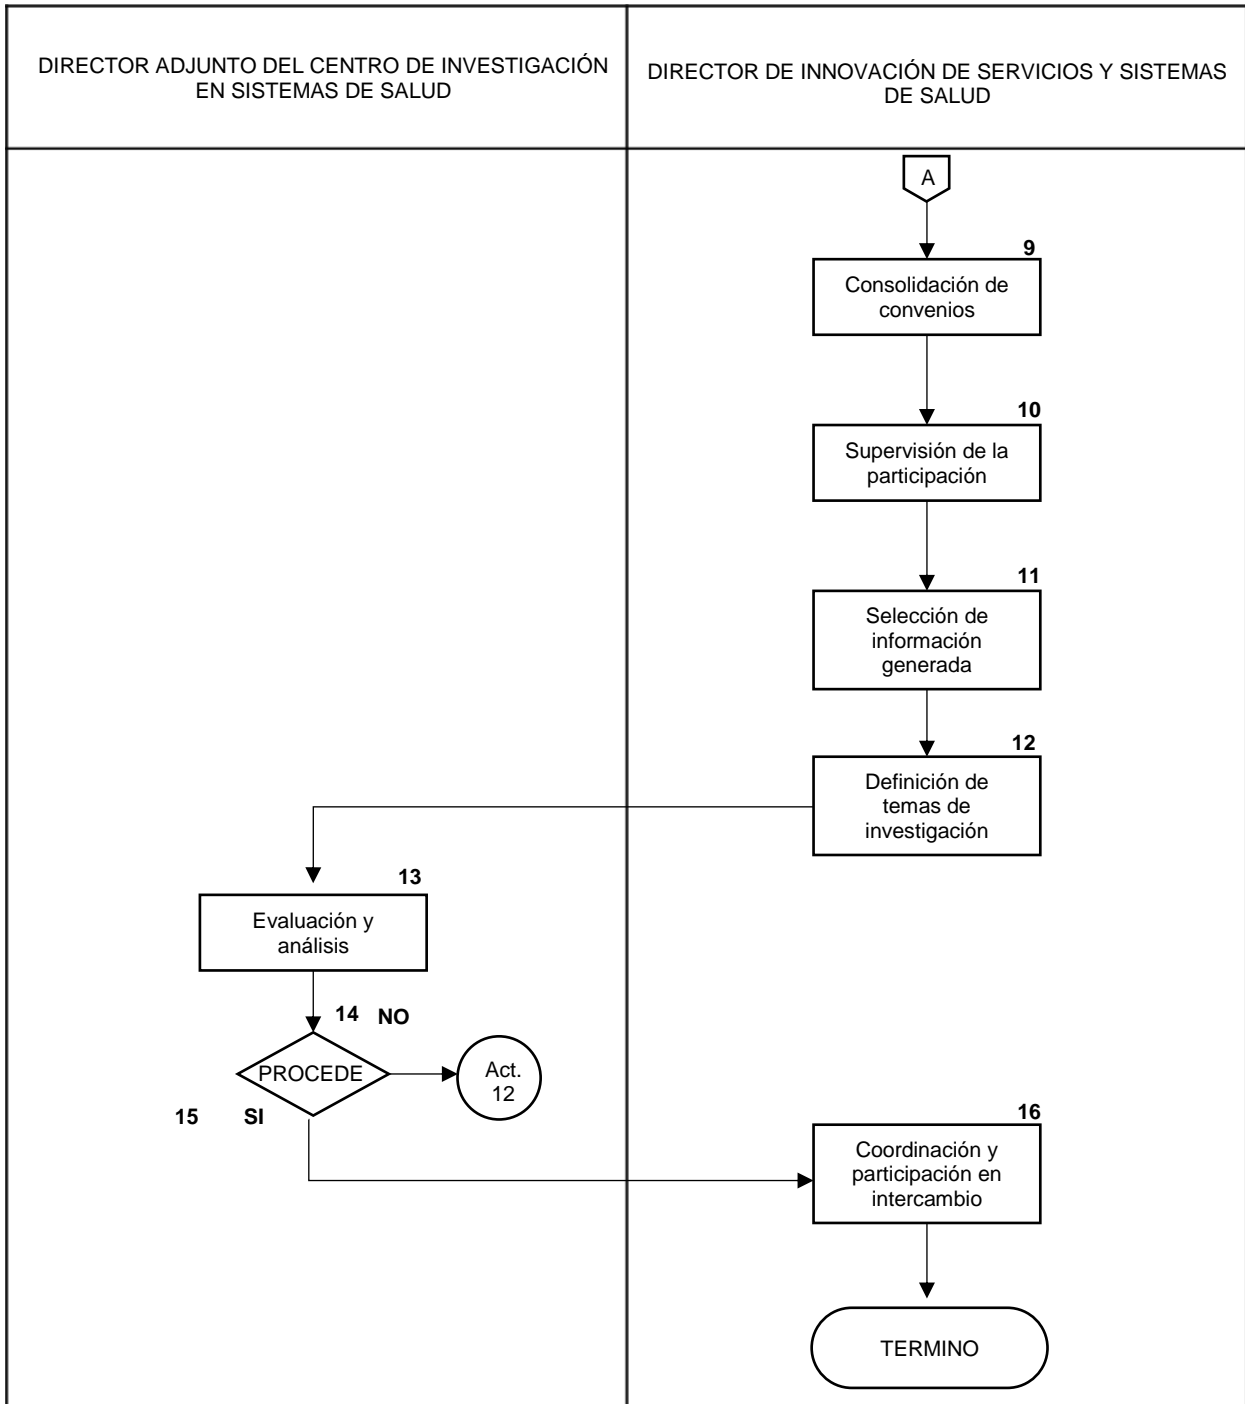 DIRECTOR ADJUNTO DEL CENTRO DE INVESTIGACIÓN
EN SISTEMAS DE SALUD
DIRECTOR DE INNOVACIÓN DE SERVICIOS Y SISTEMAS
DE SALUD
A
9
Consolidación de
convenios
10
Supervisión de la
participación
11
Selección de
información
generada
12
Definición de
temas de
investigación
13
Evaluación y
análisis
14 NO
PROCEDE
Act.
12
15 SI
16
Coordinación y
participación en
intercambio
TERMINO